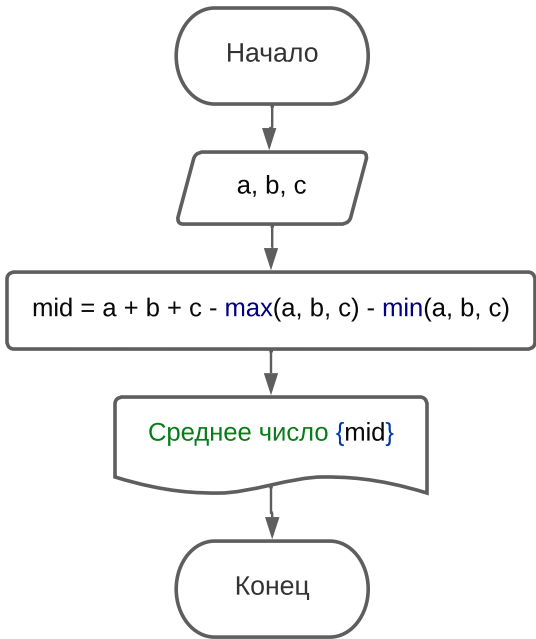 Начало
a, b, c
mid = a + b + c - max(a, b, c) - min(a, b, c)
Среднее число {mid}
Конец